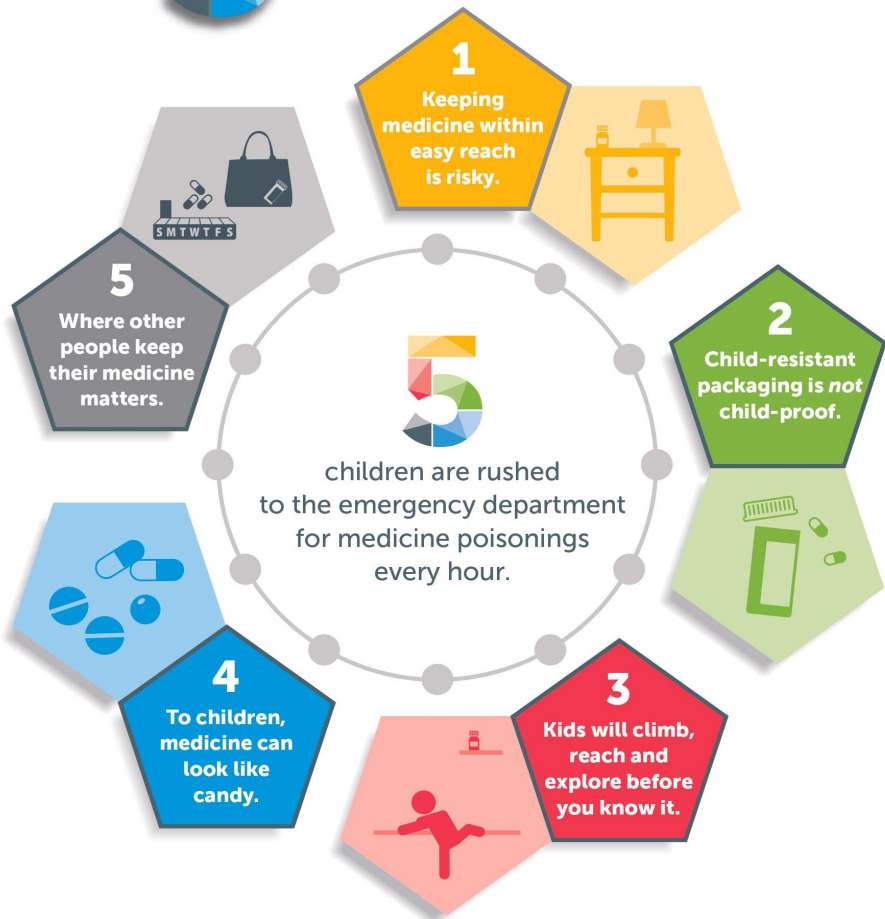 1
Keeping
medicine within
easy reach
is risky.
2
Child-resistant
packaging is not
child-proof.
3
Kids will climb,
reach and
explore before
you know it.
4
To children,
medicine can
look like
candy.
5
Where other
people keep
their medicine
matters.
SMTWTFS
5
children are rushed
to the emergency department
for medicine poisonings
every hour.